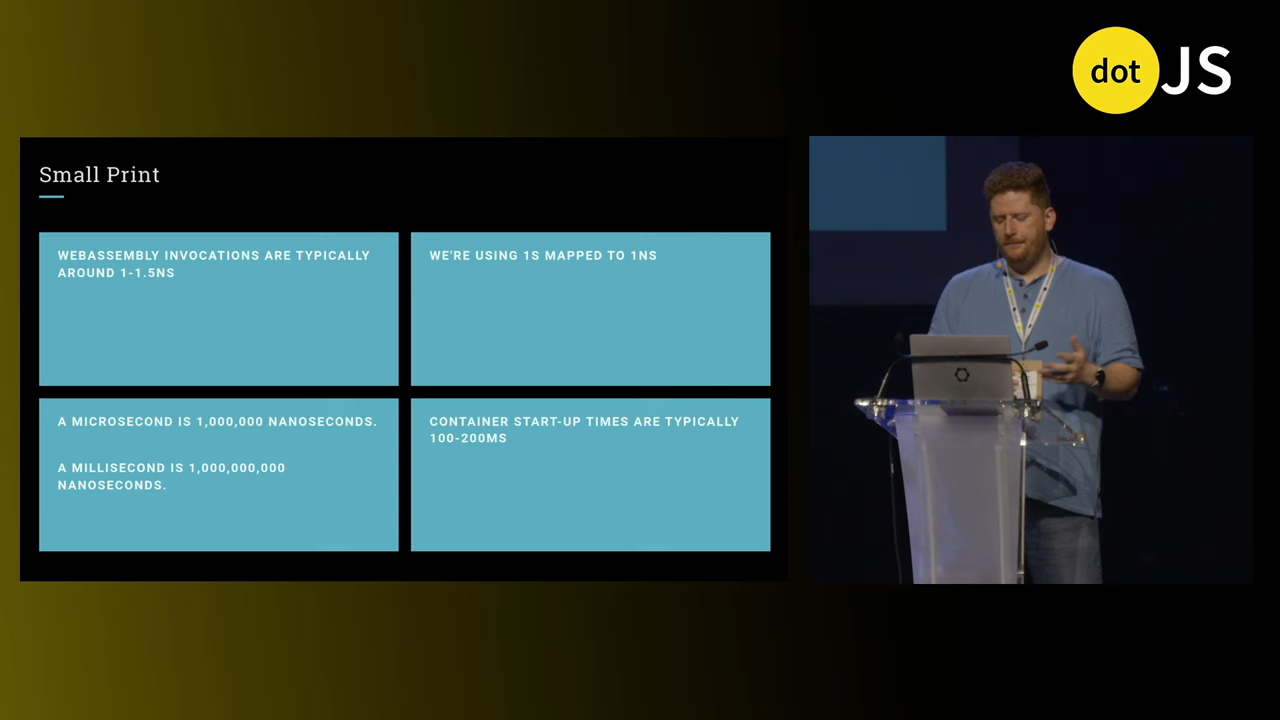 dot JS
Small Print
WEBASSEMBLY INVOCATIONS ARE TYPICALLY
AROUND 1-1.5NS
WE'RE USING 1S MAPPED TO 1NS
A MICROSECOND IS 1,000,000 NANOSECONDS.
A MILLISECOND IS 1,000,000,000
NANOSECONDS.
CONTAINER START-UP TIMES ARE TYPICALLY
100-200MS